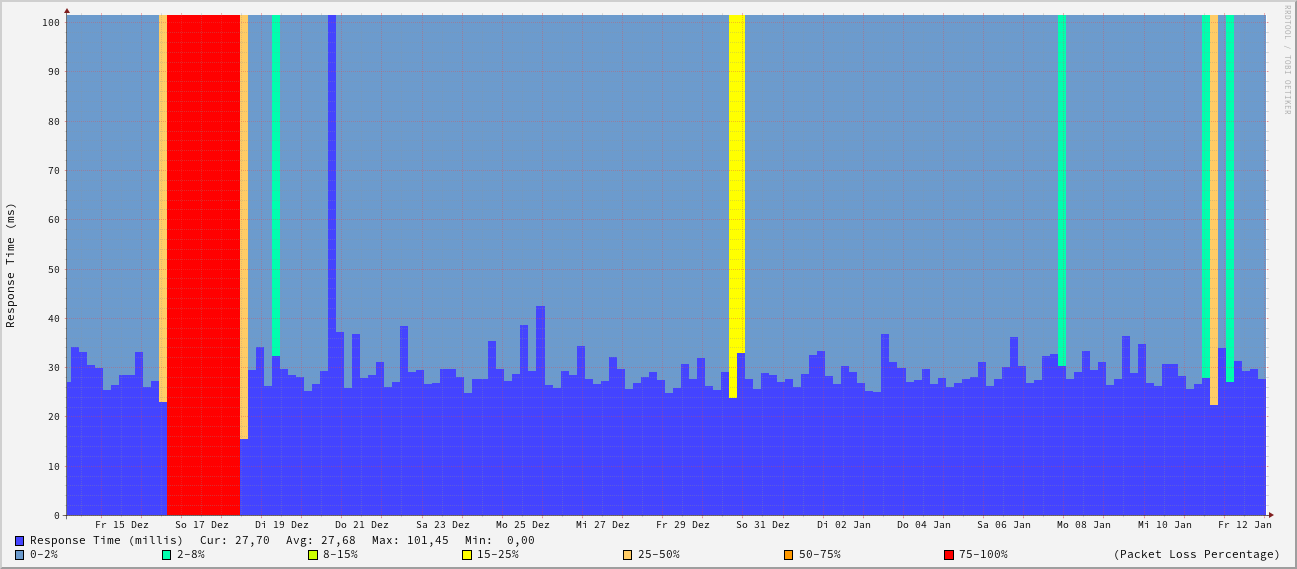 RRDTOOL / TOBI OETIKER
Response Time (ms)
100
90
80
70
60
50
40
30
20
10
0
Fr 15 Dez So 17 Dez Di 19 Dez Do 21 Dez Sa 23 Dez Mo 25 Dez Mi 27 Dez Fr 29 Dez So 31 Dez Di 02 Jan Do 04 Jan Sa 06 Jan Mo 08 Jan Mi 10 Jan Fr 12 Jan
Response Time (millis) Cur: 27,70 Avg: 27,68 Max: 101,45 Min: 0,00
0-2% 2-8% 8-15% 15-25% 25-50% 50-75% 75-100% (Packet Loss Percentage)